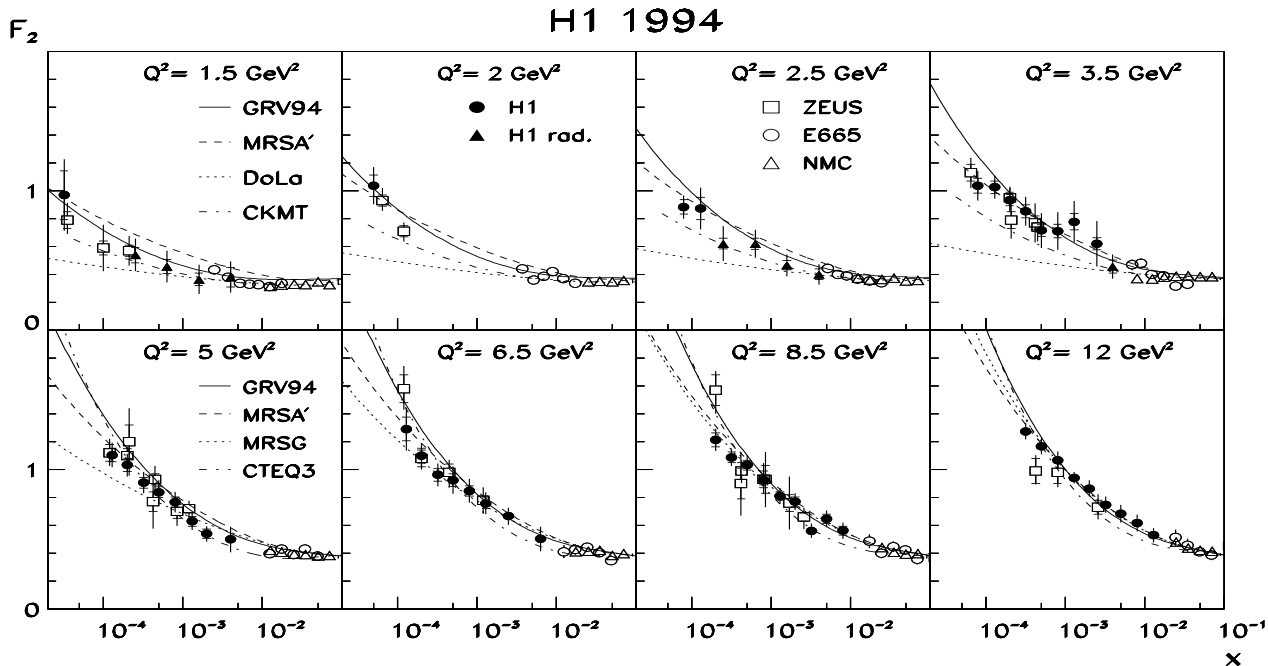 H1 1994
F₂
Q²= 1.5 GeV²
GRV94
MRSA′
DoLa
CKMT
Q²= 2 GeV²
H1
H1 rad.
Q²= 2.5 GeV²
ZEUS
E665
NMC
Q²= 3.5 GeV²
1
0
Q²= 5 GeV²
GRV94
MRSA′
MRSG
CTEQ3
Q²= 6.5 GeV²
Q²= 8.5 GeV²
Q²= 12 GeV²
1
0
10⁻⁴ 10⁻³ 10⁻² 10⁻⁴ 10⁻³ 10⁻² 10⁻⁴ 10⁻³ 10⁻² 10⁻⁴ 10⁻³ 10⁻² 10⁻¹
x